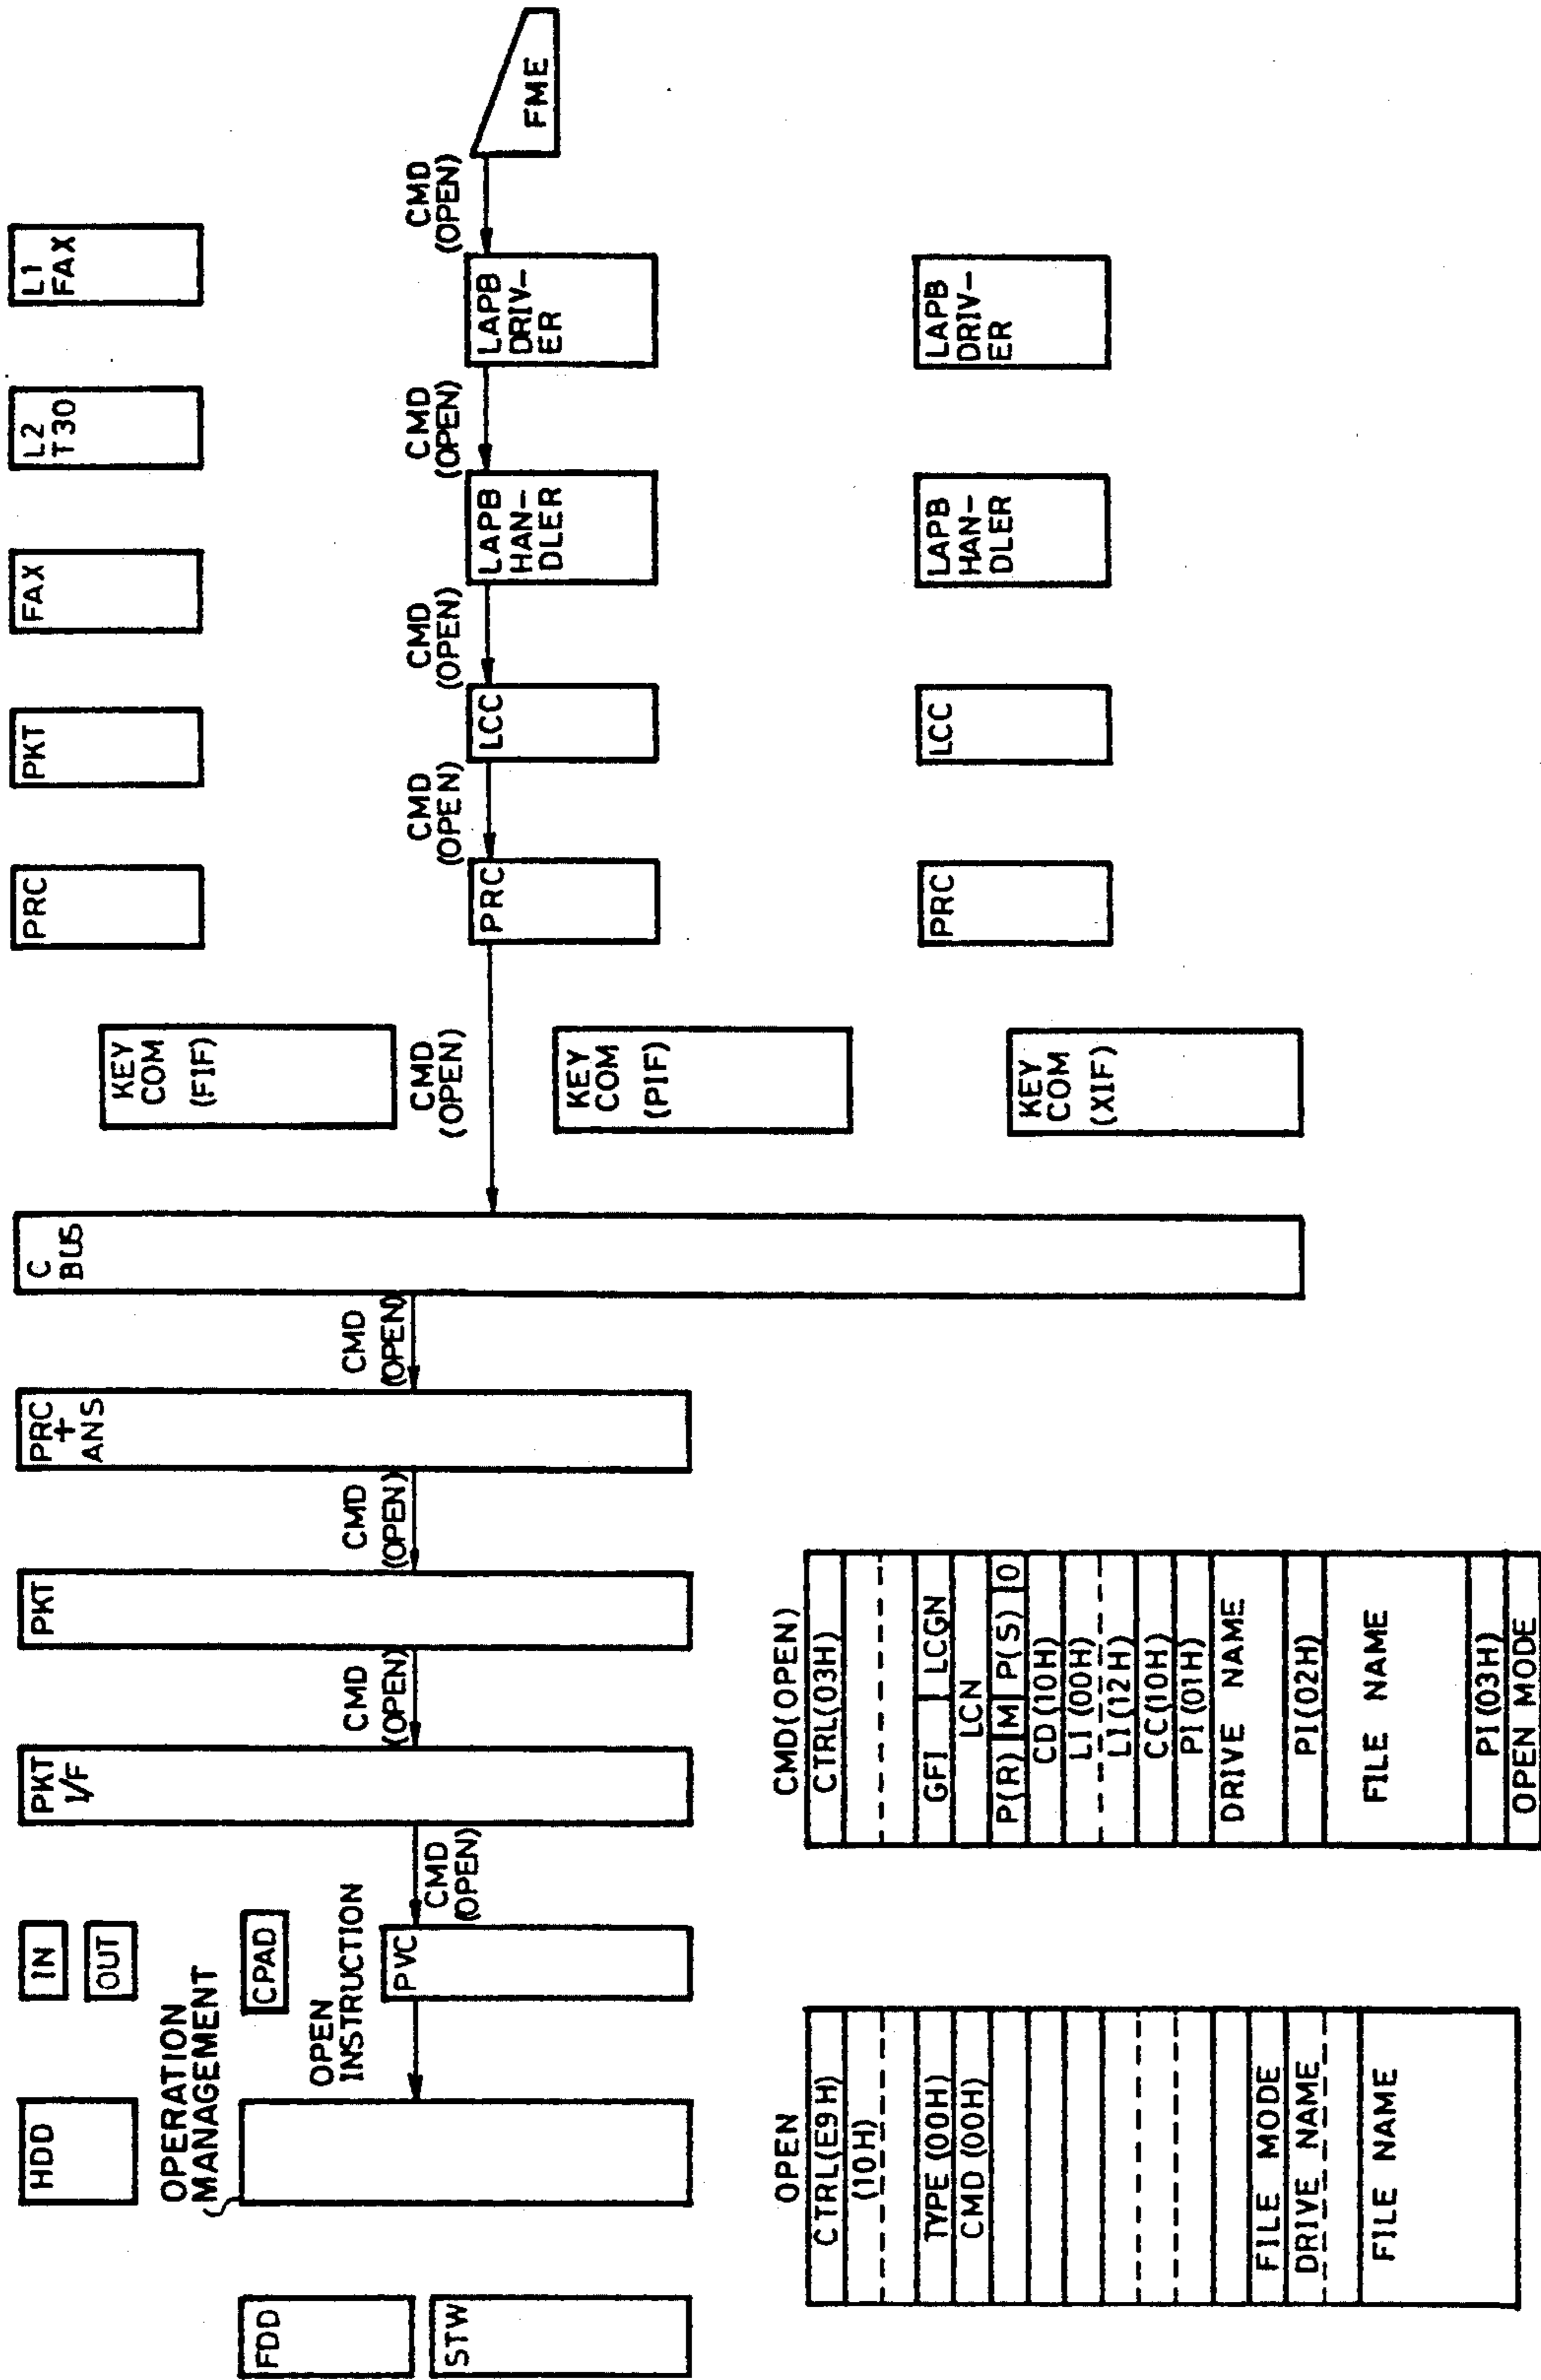 HDD
IN
OUT
PKT
I/F
PKT
PRC
+
ANS
C
BUS
PRC
PKT
FAX
L2
T30
L1
FAX
KEY
COM
(FIF)
OPERATION
MANAGEMENT
FDD
CPAD
OPEN
INSTRUCTION
STW
PVC
CMD
(OPEN)
CMD
(OPEN)
CMD
(OPEN)
CMD
(OPEN)
CMD
(OPEN)
CMD
(OPEN)
CMD
(OPEN)
CMD
(OPEN)
CMD
(OPEN)
PRC
LCC
LAPB
HAN-
DLER
LAPB
DRIV-
ER
FME
KEY
COM
(PIF)
PRC
LCC
LAPB
HAN-
DLER
LAPB
DRIV-
ER
KEY
COM
(XIF)
OPEN
CTRL(E9H)
(10H)
TYPE (00H)
CMD (00H)
FILE MODE
DRIVE NAME
FILE NAME
CMD(OPEN)
CTRL(03H)
GFI LCGN
LCN
P(R) M P(S) 0
CD(10H)
LI(00H)
LI(12H)
CC(10H)
PI(01H)
DRIVE NAME
PI(02H)
FILE NAME
PI(03H)
OPEN MODE